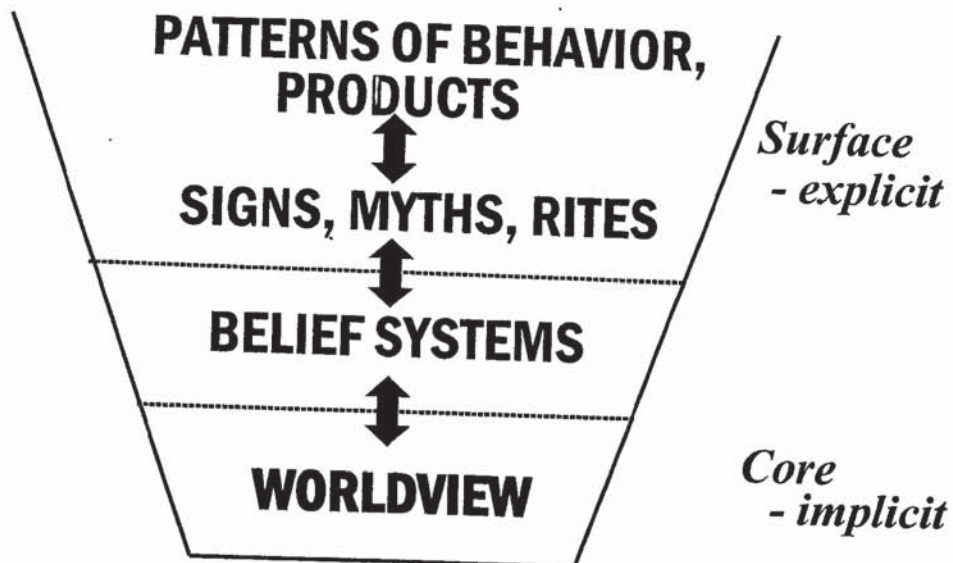 PATTERNS OF BEHAVIOR,
PRODUCTS
SIGNS, MYTHS, RITES
BELIEF SYSTEMS
WORLDVIEW
Surface
- explicit
Core
- implicit